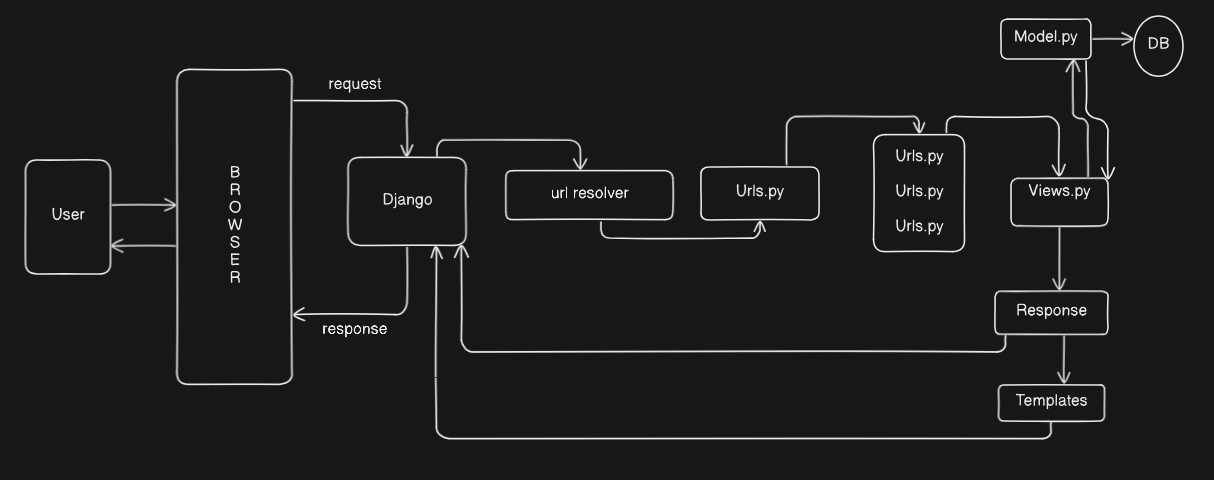 Model.py
DB
request
User
B
R
O
W
S
E
R
Django
url resolver
Urls.py
Urls.py
Urls.py
Urls.py
Views.py
response
Response
Templates